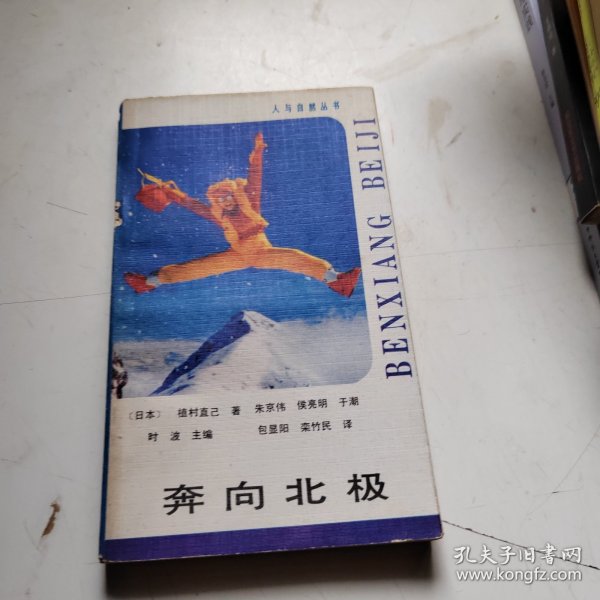 人与自然丛书
BENXIANG BEIJI
〔日本〕 植村直己 著 朱京伟 侯亮明 于潮
时 波 主编 包显阳 栾竹民 译
奔向北极
孔夫子旧书网
www.kongfz.com